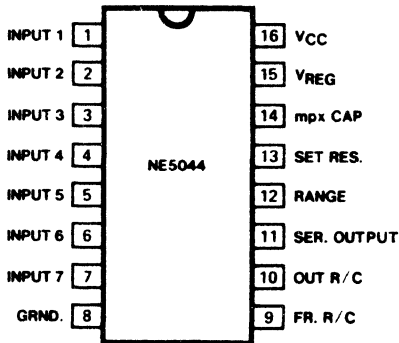 INPUT 1 1 16 VCC
INPUT 2 2 15 VREG
INPUT 3 3 14 mpx CAP
INPUT 4 4 13 SET RES.
NE5044
INPUT 5 5 12 RANGE
INPUT 6 6 11 SER. OUTPUT
INPUT 7 7 10 OUT R/C
GRND. 8 9 FR. R/C